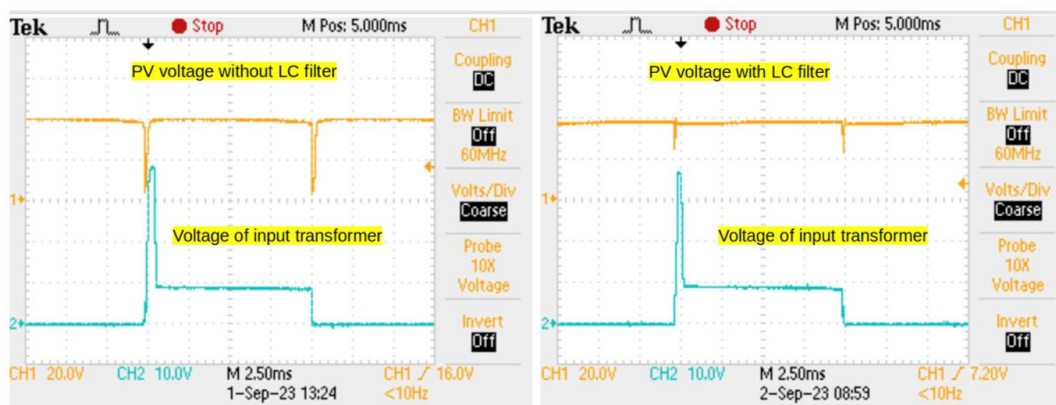 Tek Stop M Pos: 5.000ms CH1
PV voltage without LC filter
Coupling
DC
BW Limit
Off
60MHz
Volts/Div
Coarse
1
Voltage of input transformer
Probe
10X
Voltage
Invert
Off
2
CH1 20.0V CH2 10.0V M 2.50ms CH1 16.0V
1-Sep-23 13:24 <10Hz
Tek Stop M Pos: 5.000ms CH1
PV voltage with LC filter
Coupling
DC
BW Limit
Off
60MHz
Volts/Div
Coarse
1
Voltage of input transformer
Probe
10X
Voltage
Invert
Off
2
CH1 20.0V CH2 10.0V M 2.50ms CH1 7.20V
2-Sep-23 08:59 <10Hz